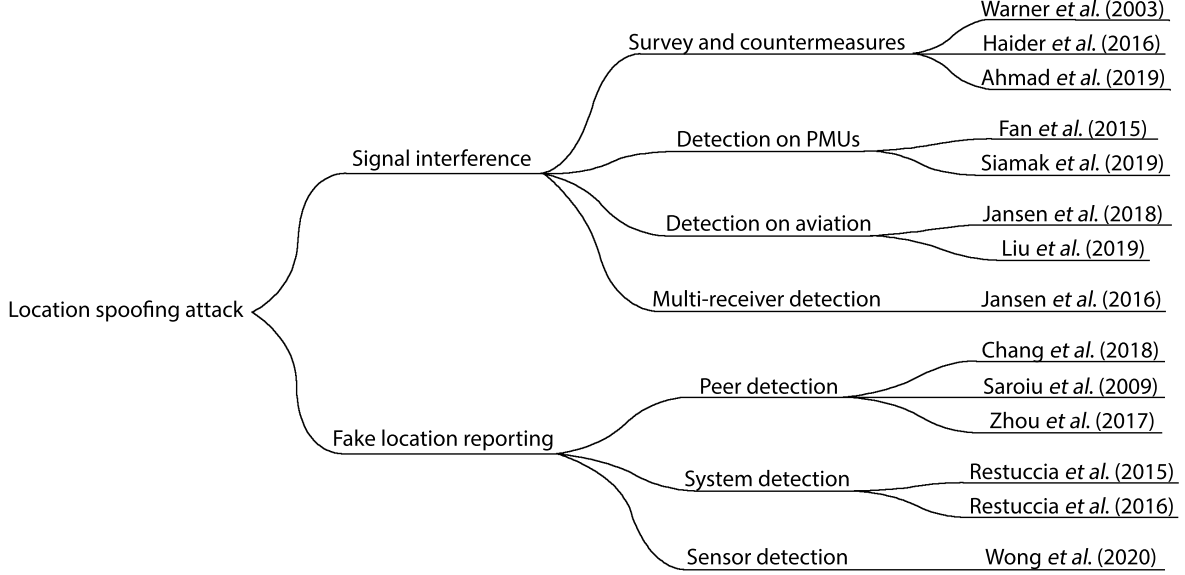 Location spoofing attack
Signal interference
Survey and countermeasures
Warner et al. (2003)
Haider et al. (2016)
Ahmad et al. (2019)
Detection on PMUs
Fan et al. (2015)
Siamak et al. (2019)
Detection on aviation
Jansen et al. (2018)
Liu et al. (2019)
Multi-receiver detection
Jansen et al. (2016)
Fake location reporting
Peer detection
Chang et al. (2018)
Saroiu et al. (2009)
Zhou et al. (2017)
System detection
Restuccia et al. (2015)
Restuccia et al. (2016)
Sensor detection
Wong et al. (2020)